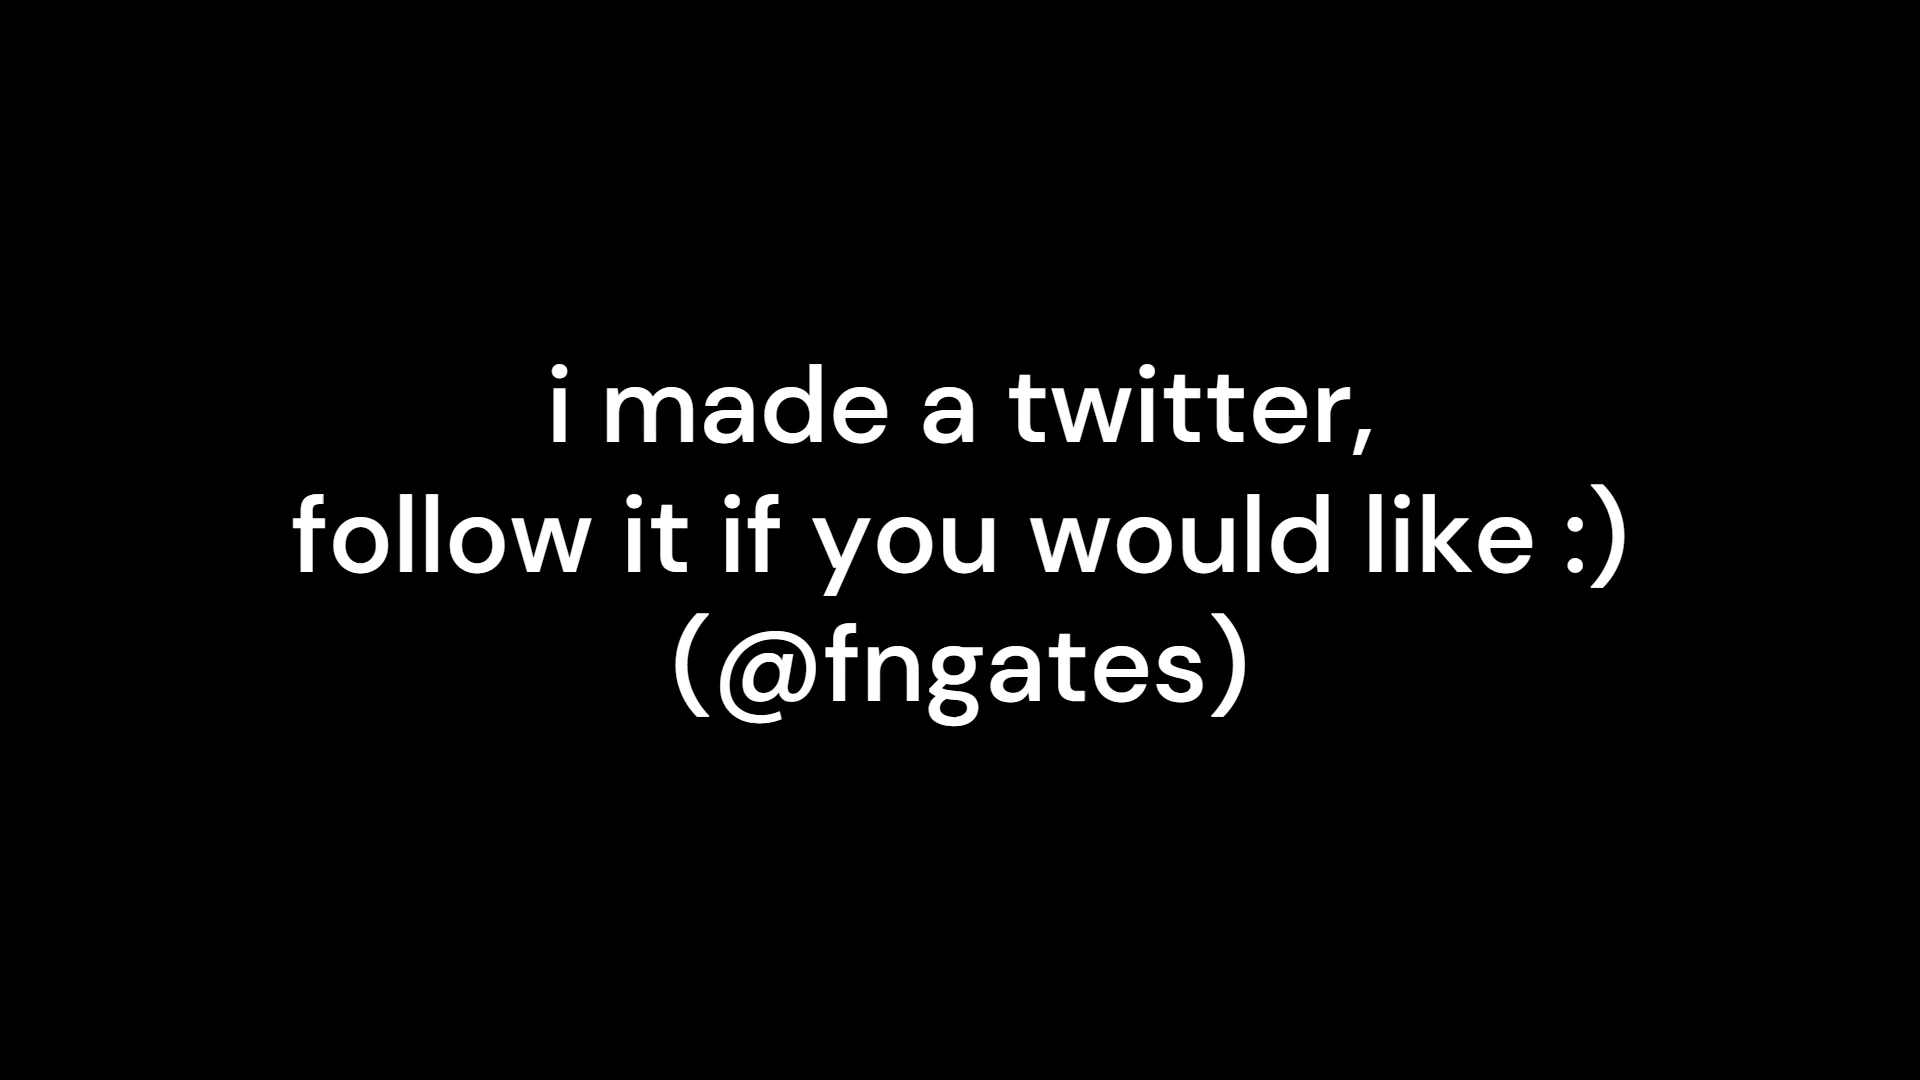 i made a twitter,
follow it if you would like :)
(@fngates)